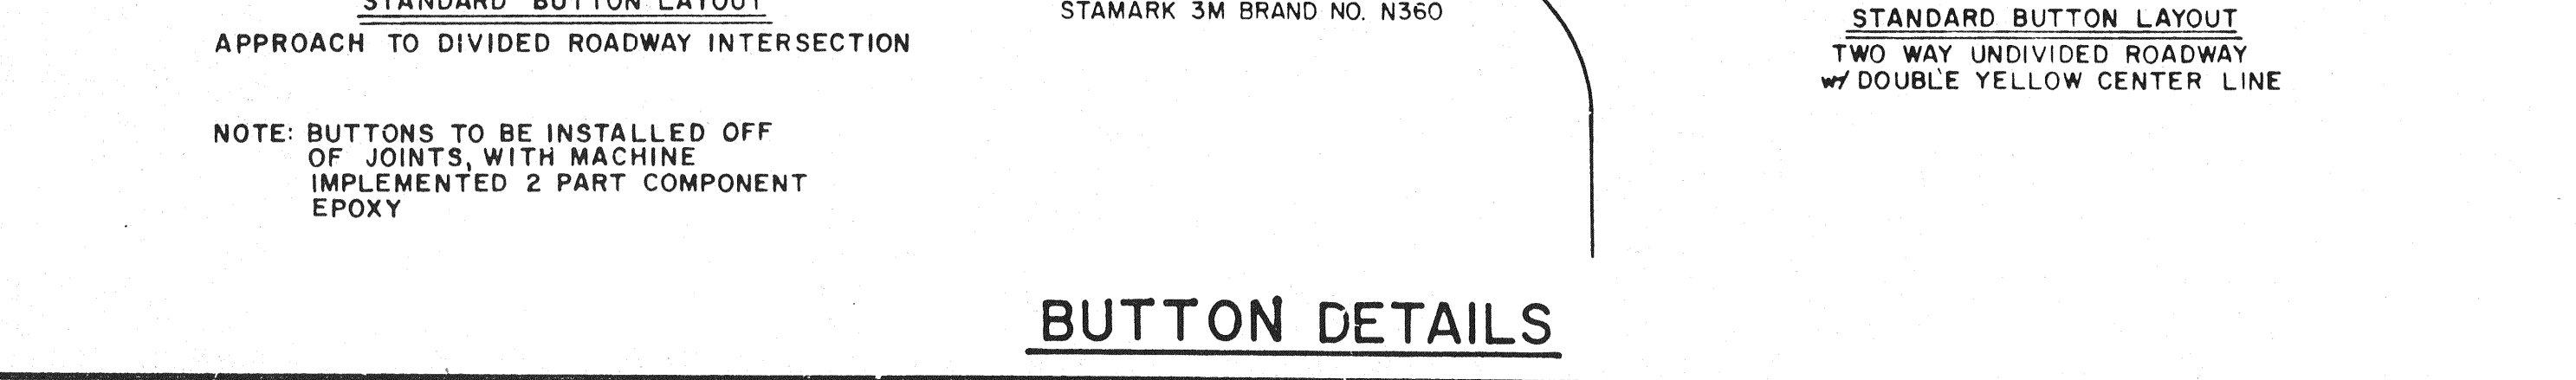 STANDARD BUTTON LAYOUT
APPROACH TO DIVIDED ROADWAY INTERSECTION
NOTE: BUTTONS TO BE INSTALLED OFF
OF JOINTS, WITH MACHINE
IMPLEMENTED 2 PART COMPONENT
EPOXY
STAMARK 3M BRAND NO. N360
STANDARD BUTTON LAYOUT
TWO WAY UNDIVIDED ROADWAY
w/ DOUBLE YELLOW CENTER LINE
BUTTON DETAILS